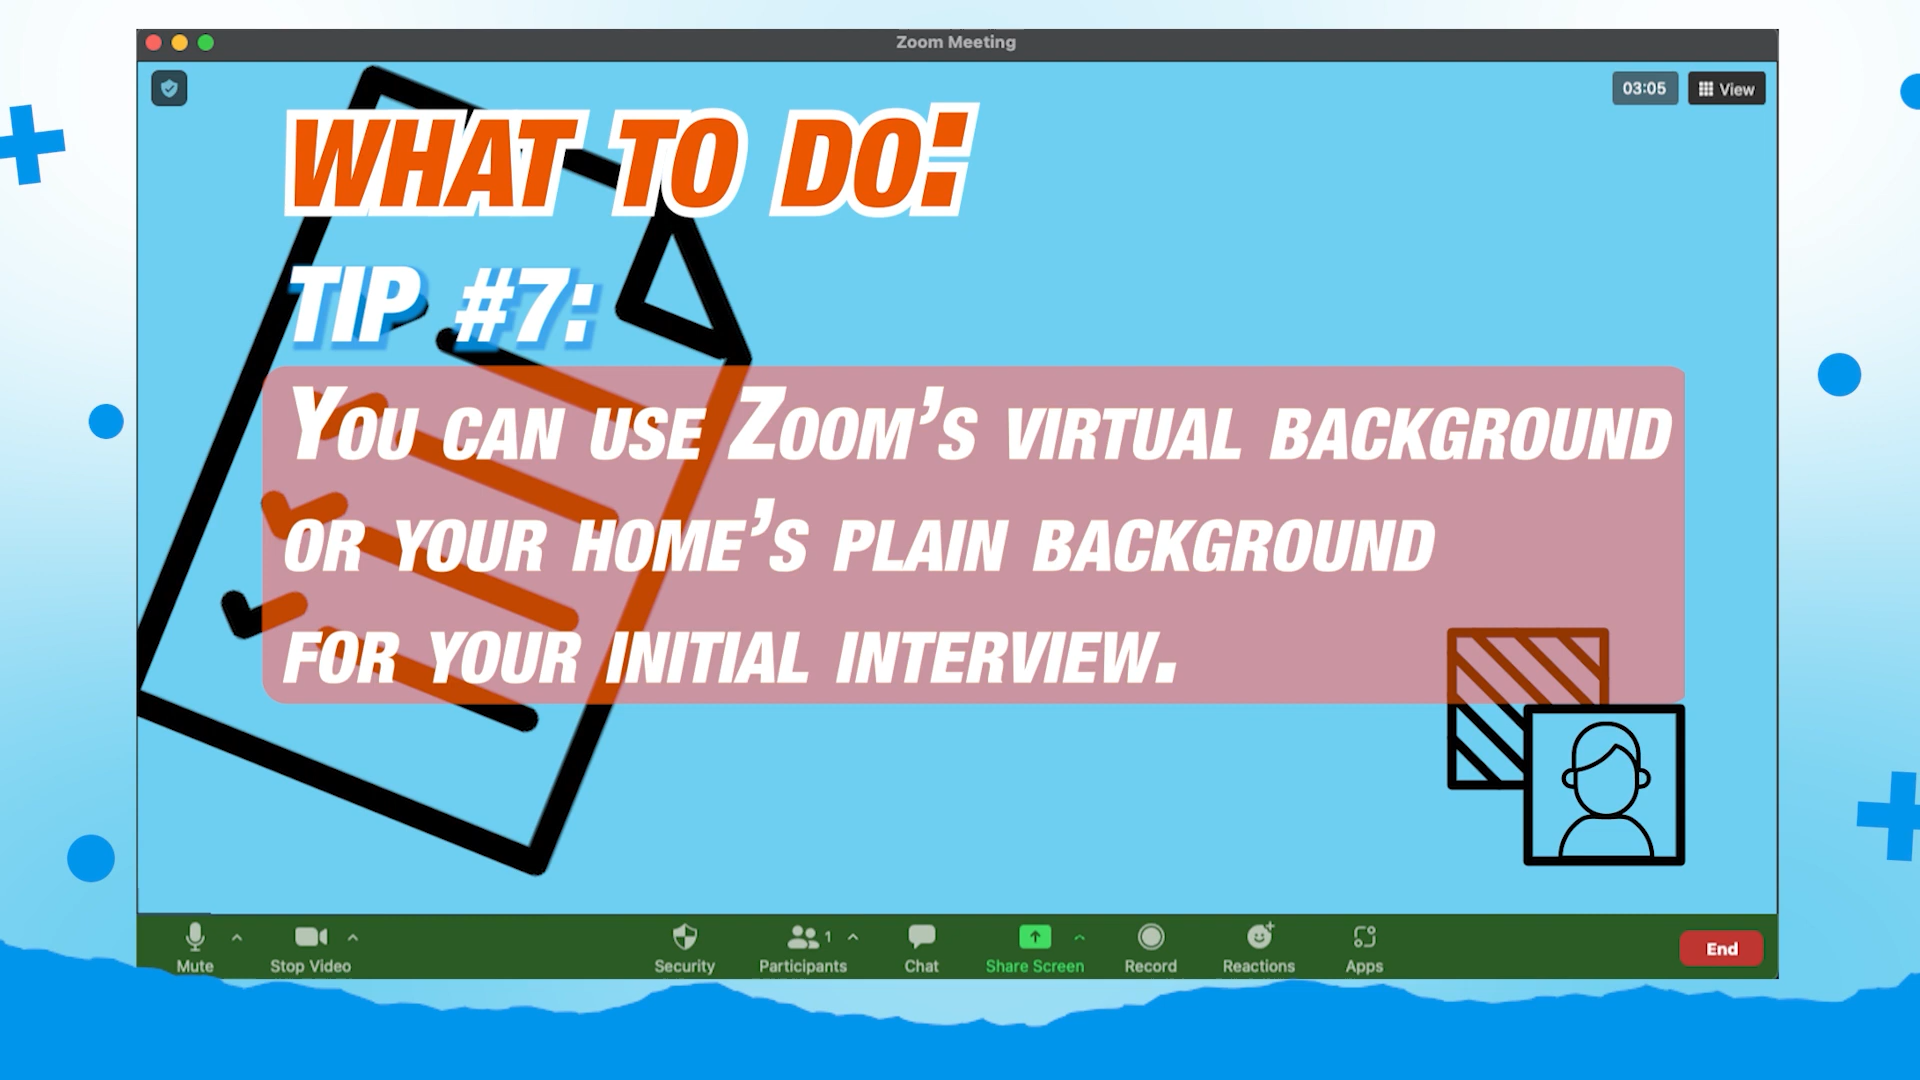 Zoom Meeting
03:05
View
WHAT TO DO:
TIP #7:
YOU CAN USE ZOOM'S VIRTUAL BACKGROUND
OR YOUR HOME'S PLAIN BACKGROUND
FOR YOUR INITIAL INTERVIEW.
1
Mute
Stop Video
Security
Participants
Chat
Share Screen
Record
Reactions
Apps
End